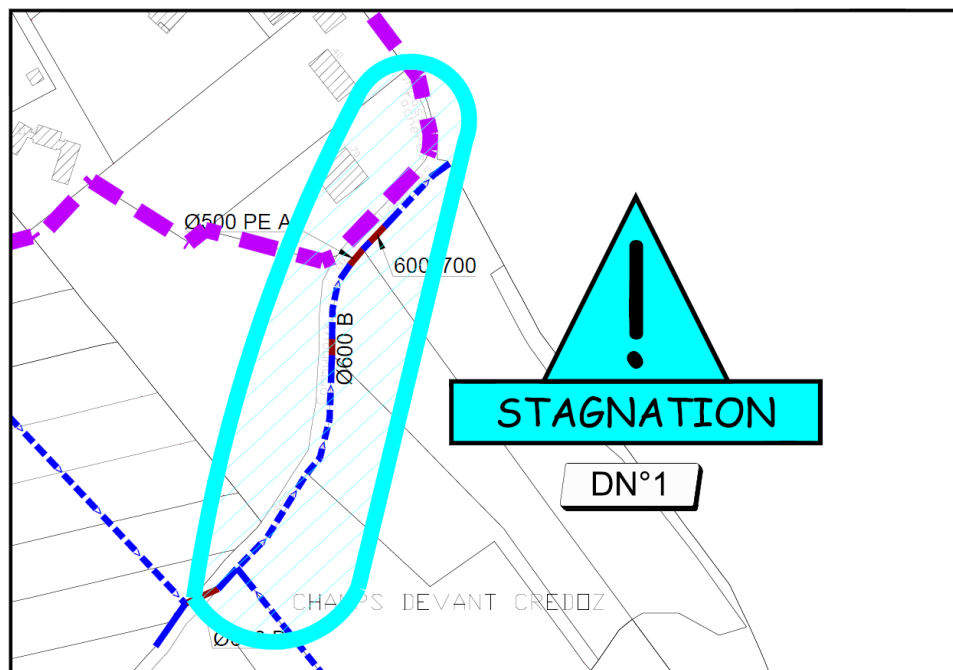 Ø500 PE A
600 700
Ø600 B
STAGNATION
DN°1
CHAMPS DEVANT CREDOZ